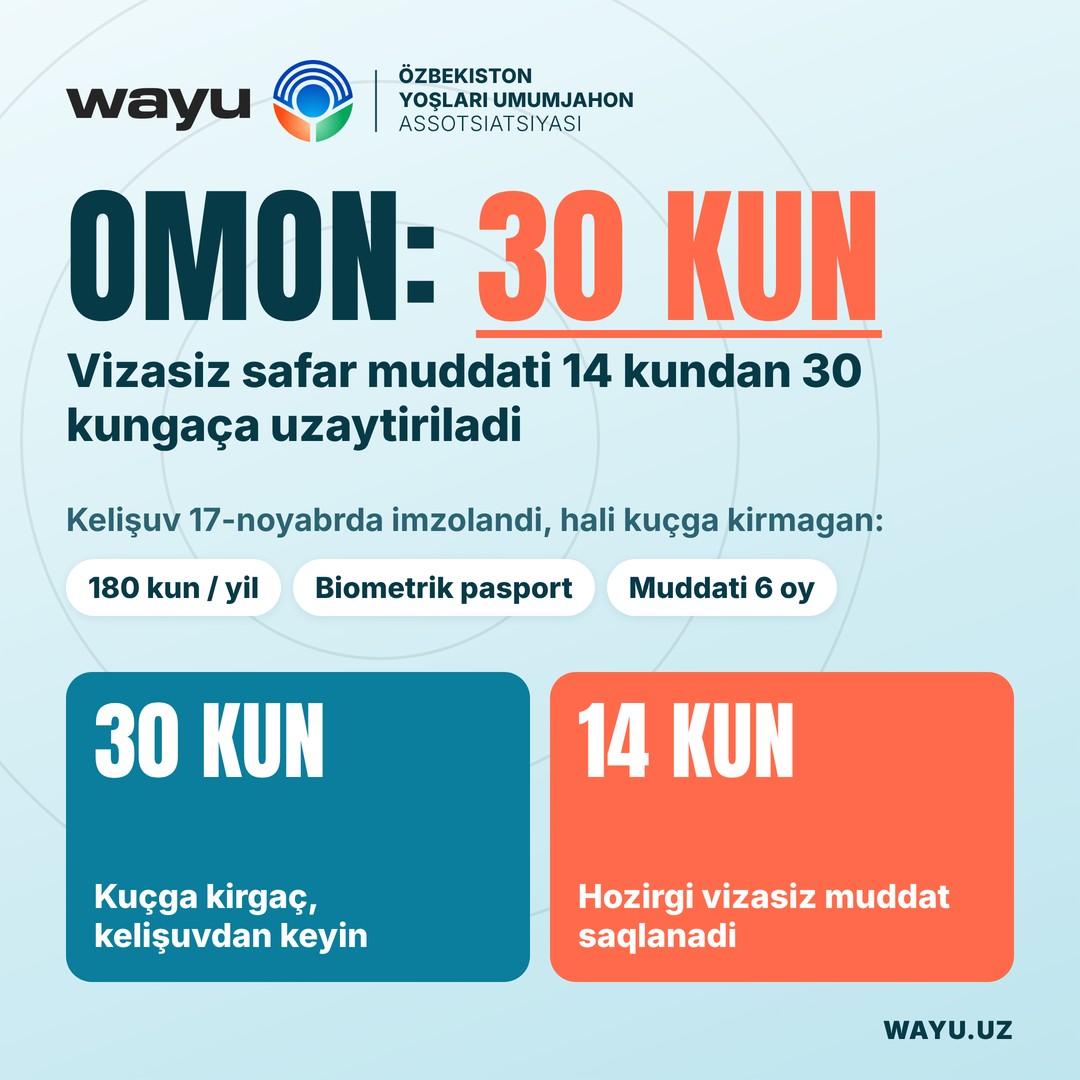 wayu
ÖZBEKISTON
YOŞLARI UMUMJAHON
ASSOTSIATSIYASI
OMON: 30 KUN
Vizasiz safar muddati 14 kundan 30
kungaça uzaytiriladi
Kelişuv 17-noyabrda imzolandi, hali kuçga kirmagan:
180 kun / yil
Biometrik pasport
Muddati 6 oy
30 KUN
Kuçga kirgaç,
kelişuvdan keyin
14 KUN
Hozirgi vizasiz muddat
saqlanadi
WAYU.UZ